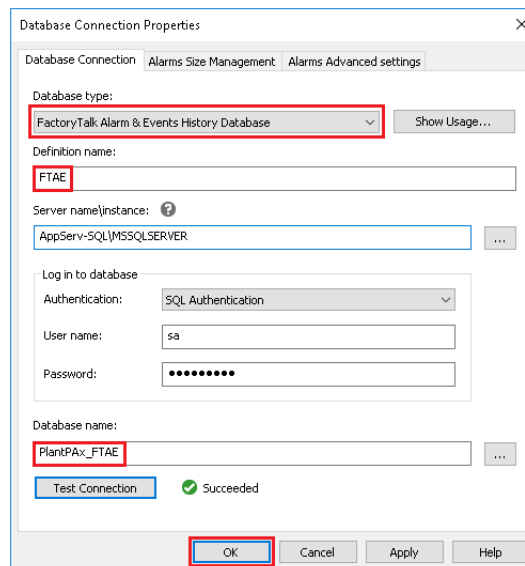 Database Connection Properties
Database Connection Alarms Size Management Alarms Advanced settings
Database type:
FactoryTalk Alarm & Events History Database Show Usage...
Definition name:
FTAE
Server name\instance: ?
AppServ-SQL\MSSQLSERVER ...
Log in to database
Authentication: SQL Authentication
User name: sa
Password: •••••••••
Database name:
PlantPAx_FTAE ...
Test Connection Succeeded
OK Cancel Apply Help